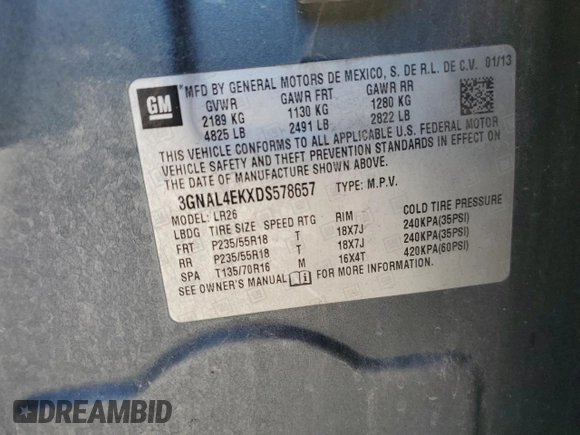 GM
*MFD BY GENERAL MOTORS DE MEXICO, S. DE R.L. DE C.V. 01/13
GVWR GAWR FRT GAWR RR
2189 KG 1130 KG 1280 KG
4825 LB 2491 LB 2822 LB
THIS VEHICLE CONFORMS TO ALL APPLICABLE U.S. FEDERAL MOTOR
VEHICLE SAFETY AND THEFT PREVENTION STANDARDS IN EFFECT ON
THE DATE OF MANUFACTURE SHOWN ABOVE.
3GNAL4EKXDS578657 TYPE: M.P.V.
MODEL: LR26
LBDG TIRE SIZE SPEED RTG RIM COLD TIRE PRESSURE
FRT P235/55R18 T 18X7J 240KPA(35PSI)
RR P235/55R18 T 18X7J 240KPA(35PSI)
SPA T135/70R16 M 16X4T 420KPA(60PSI)
SEE OWNER'S MANUAL FOR MORE INFORMATION
DREAMBID